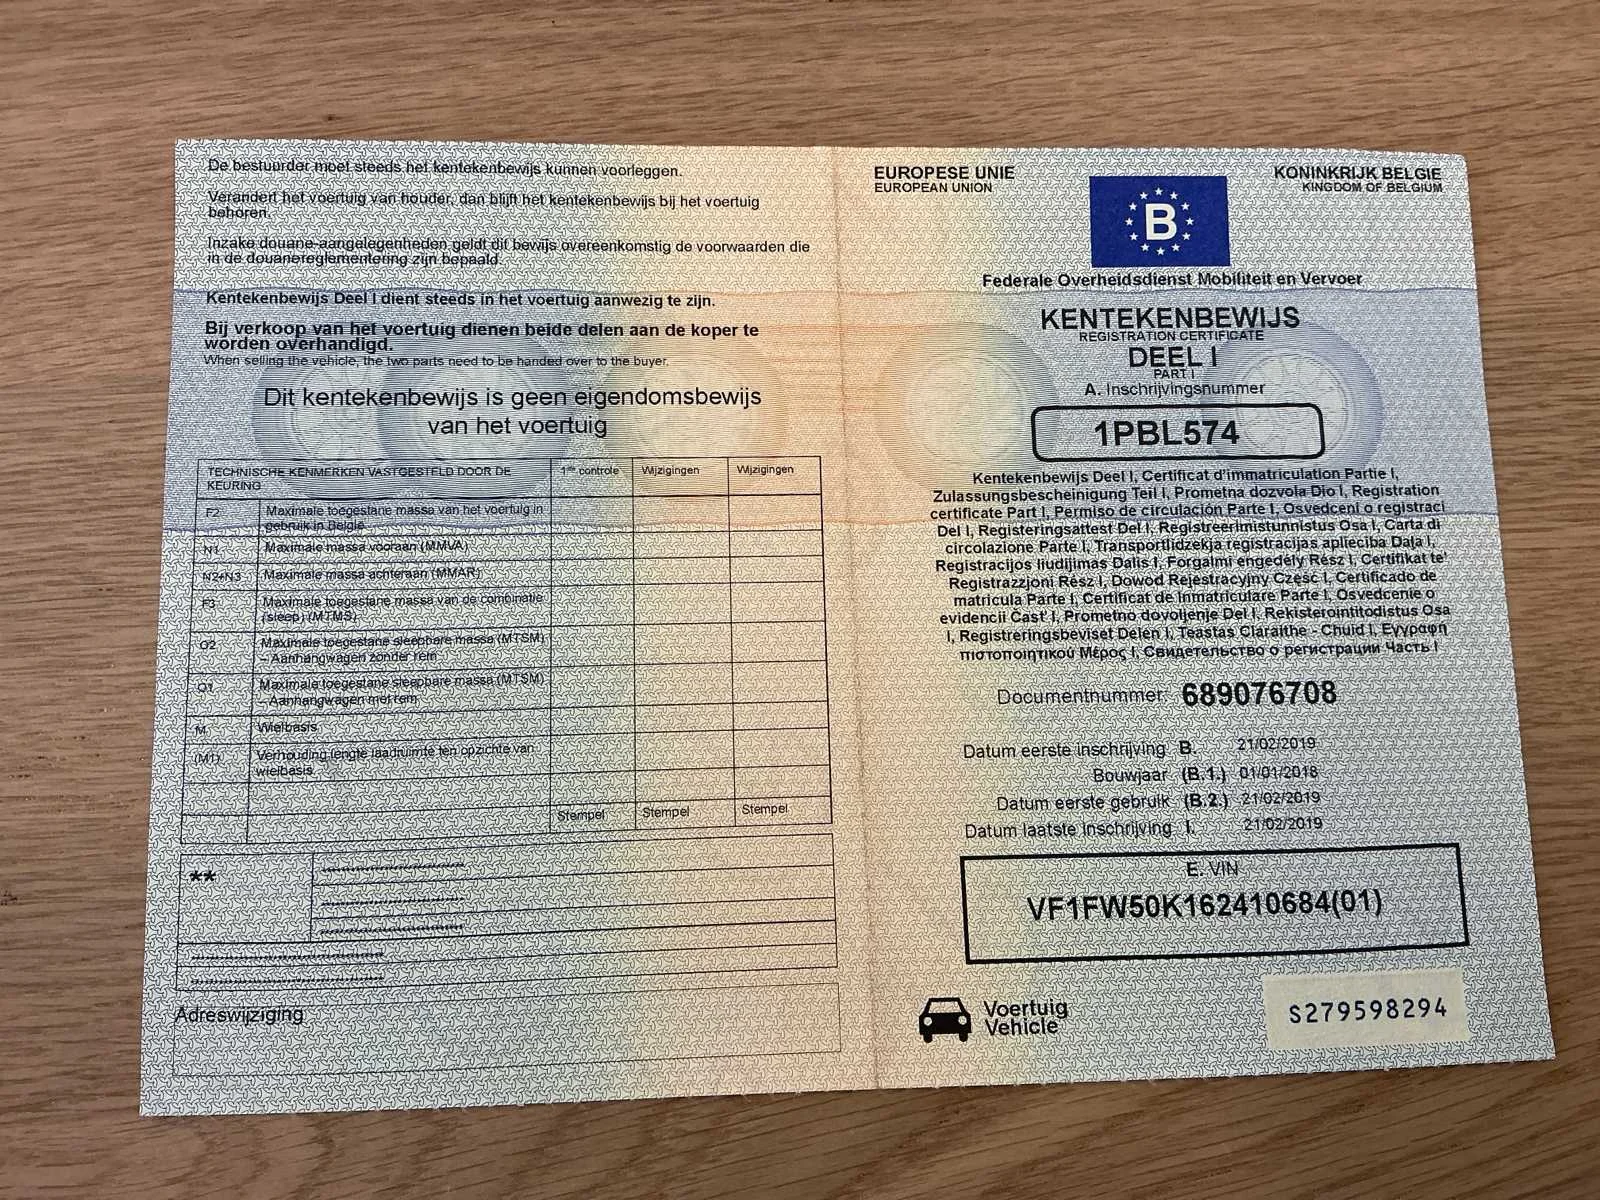 De bestuurder moet steeds het kentekenbewijs kunnen voorleggen.
Verandert het voertuig van houder, dan blijft het kentekenbewijs bij het voertuig
behoren.
Inzake douane-aangelegenheden geldt dit bewijs overeenkomstig de voorwaarden die
in de douanereglementering zijn bepaald.
Kentekenbewijs Deel I dient steeds in het voertuig aanwezig te zijn.
Bij verkoop van het voertuig dienen beide delen aan de koper te
worden overhandigd.
When selling the vehicle, the two parts need to be handed over to the buyer.
Dit kentekenbewijs is geen eigendomsbewijs
van het voertuig
TECHNISCHE KENMERKEN VASTGESTELD DOOR DE
KEURING
1ste controle
Wijzigingen
Wijzigingen
F2 Maximale toegestane massa van het voertuig in
gebruik in België
N1 Maximale massa vooraan (MMVA)
N2+N3 Maximale massa achteraan (MMAR)
F3 Maximale toegestane massa van de combinatie
(sleep) (MTMS)
O2 Maximale toegestane sleepbare massa (MTSM)
– Aanhangwagen zonder rem
O1 Maximale toegestane sleepbare massa (MTSM)
– Aanhangwagen met rem
M Wielbasis
(M1) Verhouding lengte laadruimte ten opzichte van
wielbasis
Stempel
Stempel
Stempel
**
Adreswijziging
EUROPESE UNIE
EUROPEAN UNION
KONINKRIJK BELGIE
KINGDOM OF BELGIUM
B
Federale Overheidsdienst Mobiliteit en Vervoer
KENTEKENBEWIJS
REGISTRATION CERTIFICATE
DEEL I
PART I
A. Inschrijvingsnummer
1PBL574
Kentekenbewijs Deel I, Certificat d'immatriculation Partie I,
Zulassungsbescheinigung Teil I, Prometna dozvola Dio I, Registration
certificate Part I, Permiso de circulación Parte I, Osvedceni o registraci
Del I, Registeringsattest Del I, Registreerimistunnistus Osa I, Carta di
circolazione Parte I, Transportlidzekja registracijas aplieciba Daļa I,
Registracijos liudijimas Dalis I, Forgalmi engedély Rész I, Certifikat te'
Registrazzjoni Rész I, Dowód Rejestracyjny Część I, Certificado de
matricula Parte I, Certificat de Inmatriculare Parte I, Osvedcenie o
evidencii Čast' I, Prometno dovoljenje Del I, Rekisterointitodistus Osa
I, Registreringsbeviset Delen I, Teastas Claraithe - Chuid I, Εγγραφή
πιστοποιητικού Μέρος I, Свидетельство о регистрации Часть I
Documentnummer: 689076708
Datum eerste inschrijving B. 21/02/2019
Bouwjaar (B.1.) 01/01/2018
Datum eerste gebruik (B.2.) 21/02/2019
Datum laatste inschrijving I. 21/02/2019
E. VIN
VF1FW50K162410684(01)
Voertuig
Vehicle
S279598294